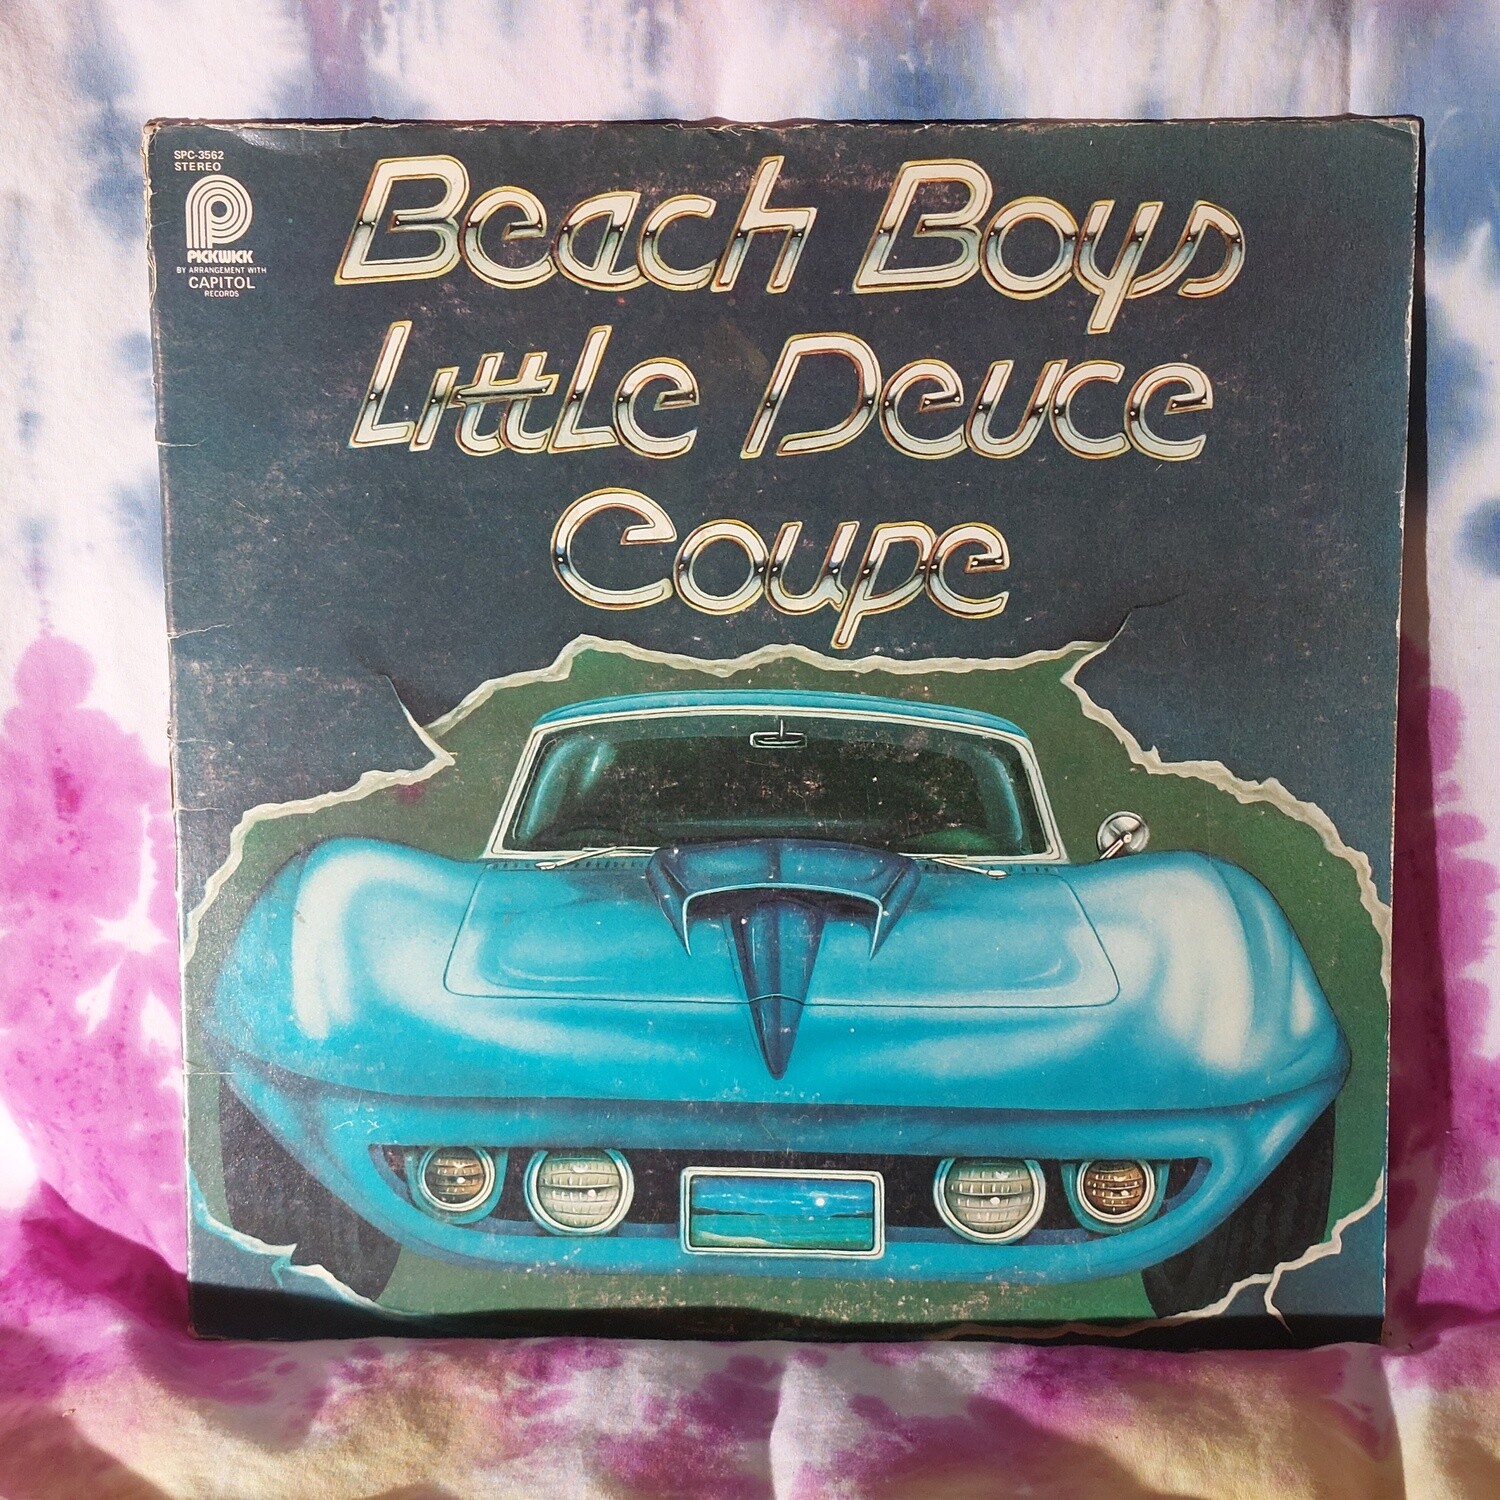 SPC-3562
STEREO
PICKWICK
BY ARRANGEMENT WITH
CAPITOL
RECORDS
Beach Boys
Little Deuce
Coupe